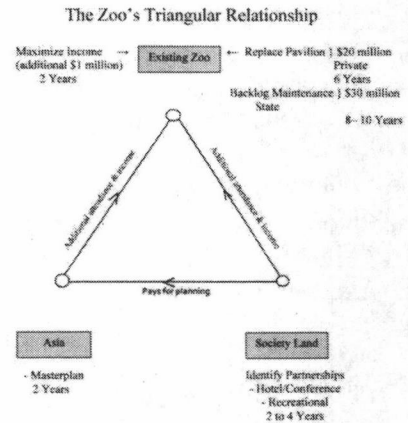 The Zoo's Triangular Relationship
Maximize Income →
(additional $1 million)
2 Years
Existing Zoo
← Replace Pavilion } $20 million
Private
6 Years
Backlog Maintenance } $30 million
State
8– 10 Years
Additional attendance & income
Additional attendance & income
Pays for planning
Asia
- Masterplan
2 Years
Society Land
Identify Partnerships
- Hotel/Conference
- Recreational
2 to 4 Years